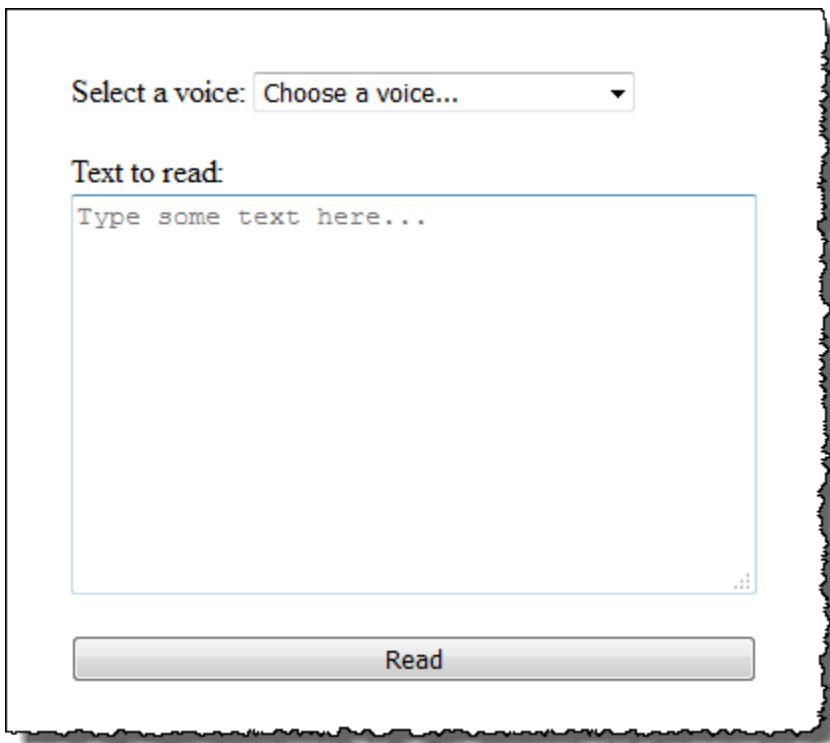 Select a voice: Choose a voice...
Text to read:
Type some text here...
Read